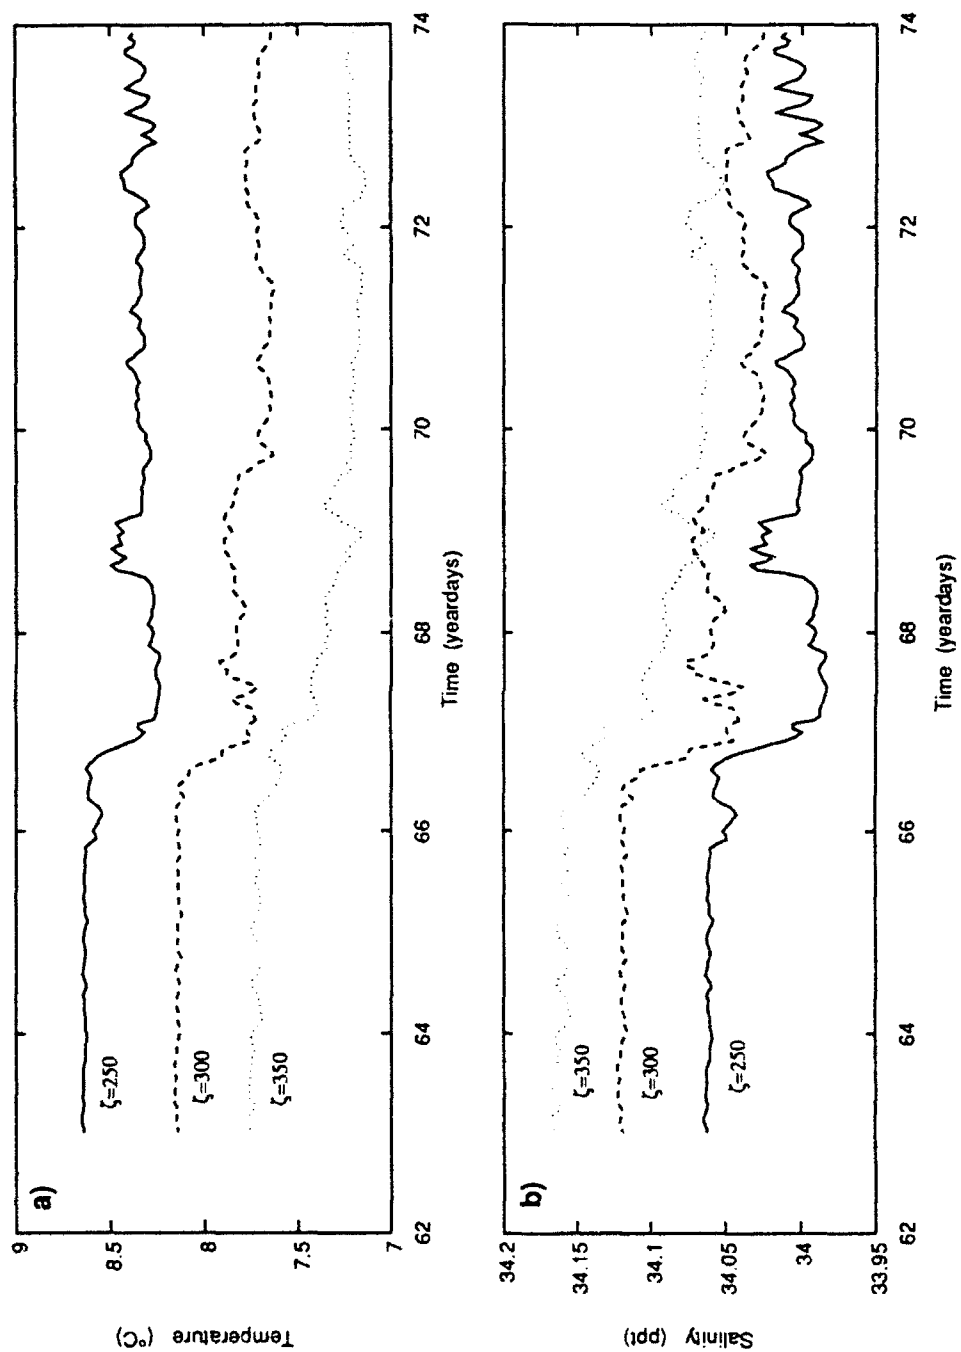 a)
Temperature (°C)
9
8.5
8
7.5
7
ζ=250
ζ=300
ζ=350
62
64
66
68
70
72
74
Time (yeardays)
b)
Salinity (ppt)
34.2
34.15
34.1
34.05
34
33.95
ζ=350
ζ=300
ζ=250
62
64
66
68
70
72
74
Time (yeardays)